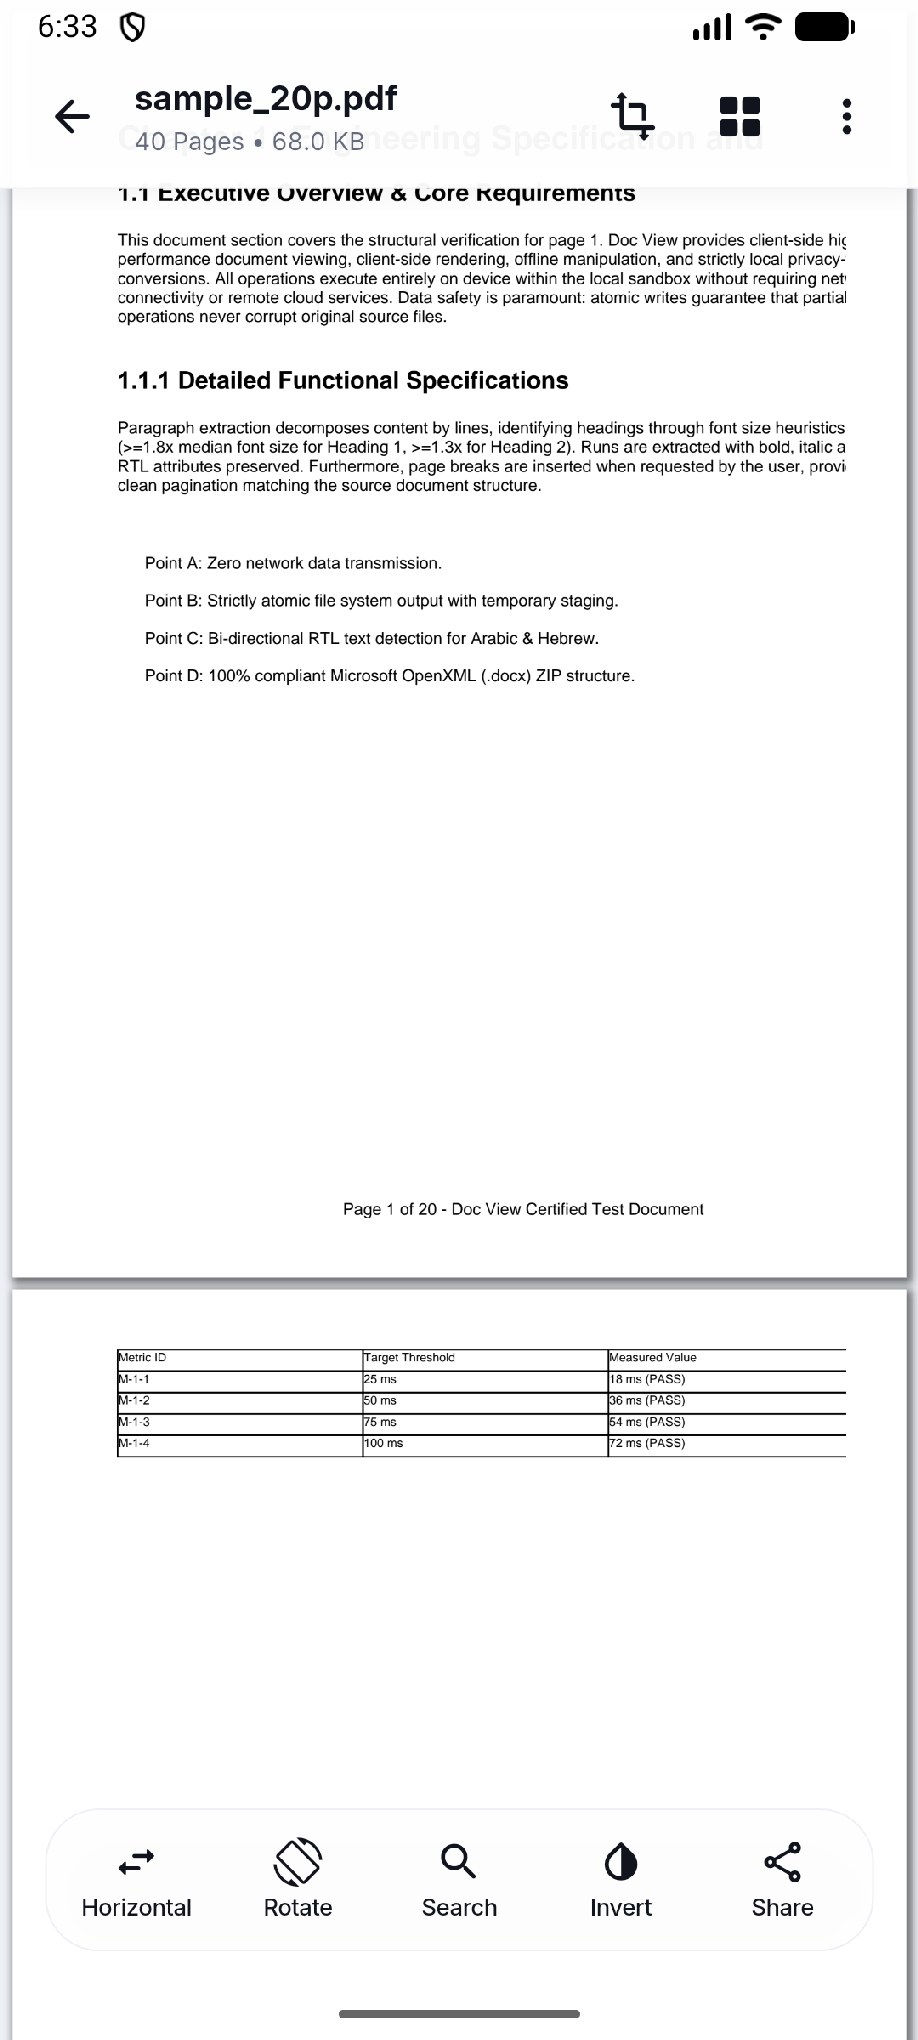 6:33
sample_20p.pdf
40 Pages • 68.0 KB
Chapter 1: Engineering Specification and
1.1 Executive Overview & Core Requirements
This document section covers the structural verification for page 1. Doc View provides client-side hig
performance document viewing, client-side rendering, offline manipulation, and strictly local privacy-
conversions. All operations execute entirely on device within the local sandbox without requiring net
connectivity or remote cloud services. Data safety is paramount: atomic writes guarantee that partial
operations never corrupt original source files.
1.1.1 Detailed Functional Specifications
Paragraph extraction decomposes content by lines, identifying headings through font size heuristics
(>=1.8x median font size for Heading 1, >=1.3x for Heading 2). Runs are extracted with bold, italic a
RTL attributes preserved. Furthermore, page breaks are inserted when requested by the user, provi
clean pagination matching the source document structure.
Point A: Zero network data transmission.
Point B: Strictly atomic file system output with temporary staging.
Point C: Bi-directional RTL text detection for Arabic & Hebrew.
Point D: 100% compliant Microsoft OpenXML (.docx) ZIP structure.
Page 1 of 20 - Doc View Certified Test Document
Metric ID Target Threshold Measured Value
M-1-1 25 ms 18 ms (PASS)
M-1-2 50 ms 36 ms (PASS)
M-1-3 75 ms 54 ms (PASS)
M-1-4 100 ms 72 ms (PASS)
Horizontal Rotate Search Invert Share